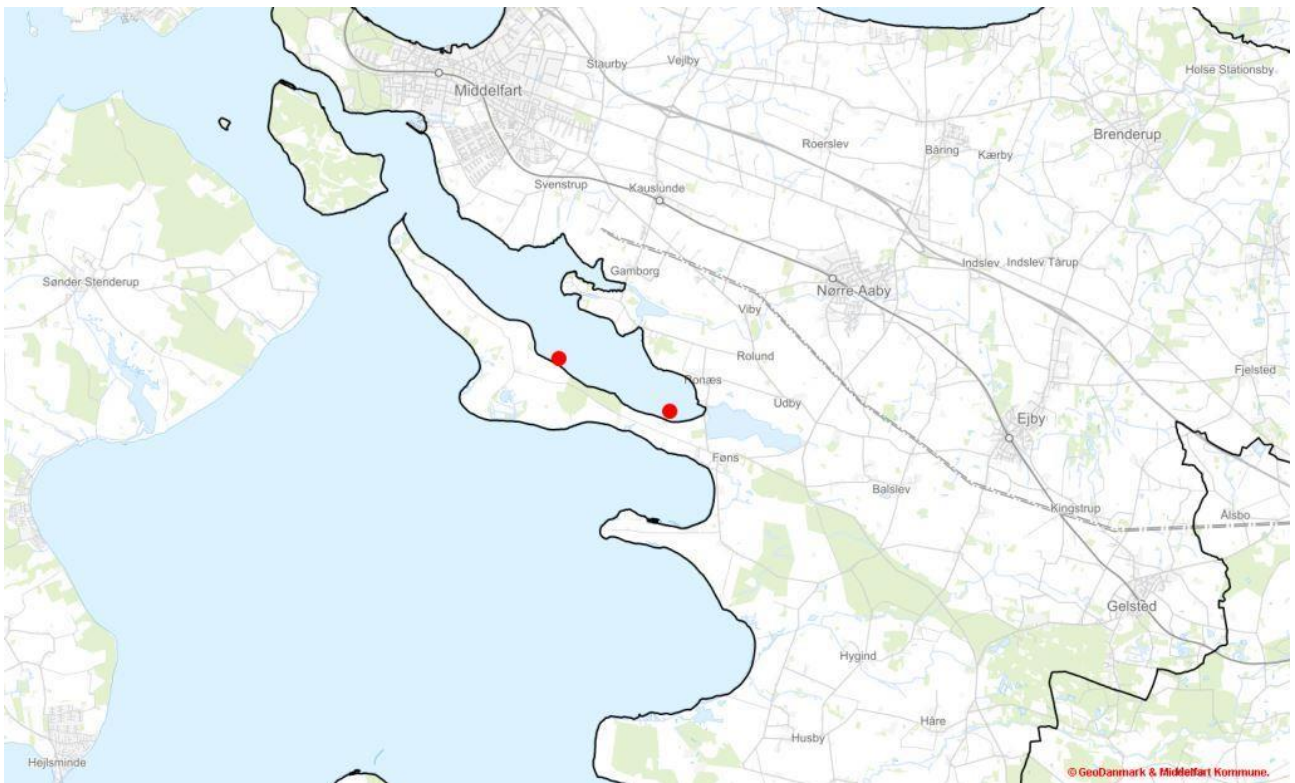 Staurby
Vejlby
Holse Stationsby
Middelfart
Brenderup
Roerslev
Båring
Kærby
Svenstrup
Kauslunde
Gamborg
Indslev
Indslev Tårup
Sønder Stenderup
Nørre Aaby
Viby
Rolund
Fjelsted
Ronæs
Udby
Ejby
Føns
Balslev
Kingstrup
Ålsbo
Gelsted
Hygind
Håre
Husby
Hejlsminde
© GeoDanmark & Middelfart Kommune.